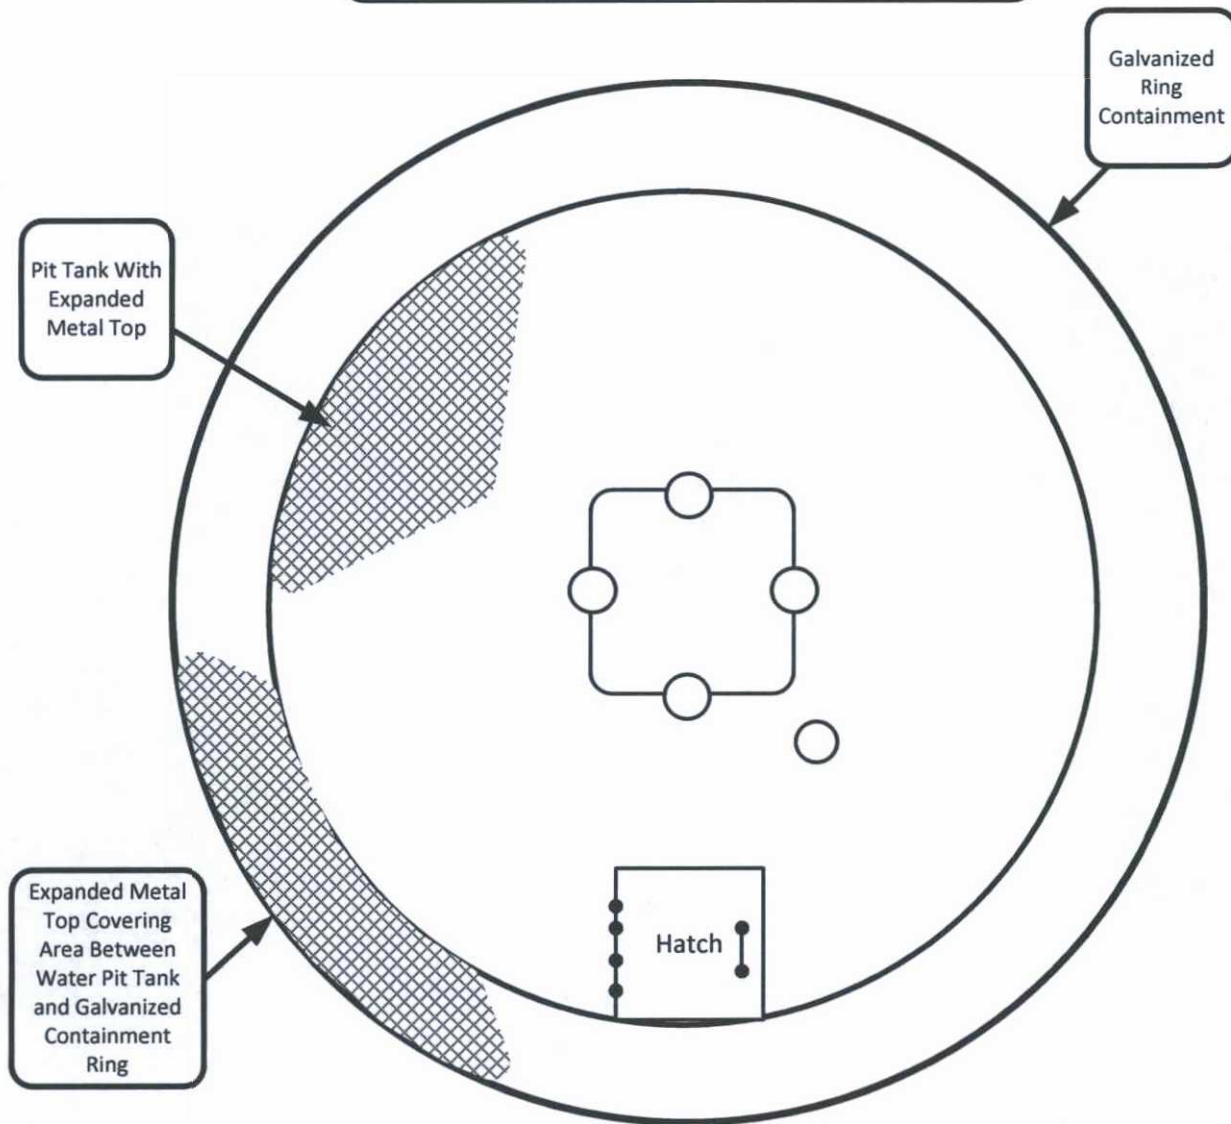 Galvanized
Ring
Containment
Pit Tank With
Expanded
Metal Top
Expanded Metal
Top Covering
Area Between
Water Pit Tank
and Galvanized
Containment
Ring
Hatch